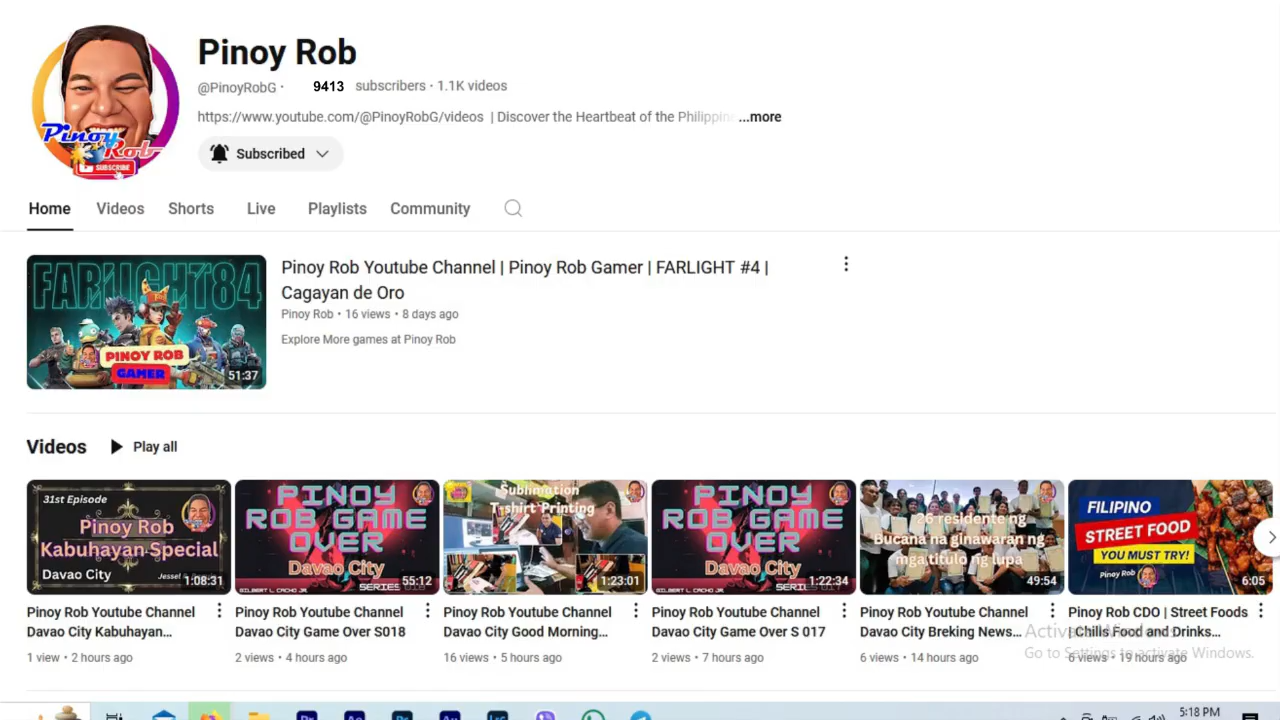 Pinoy Rob
@PinoyRobG · 9413 subscribers · 1.1K videos
https://www.youtube.com/@PinoyRobG/videos | Discover the Heartbeat of the Philippin ...more
Subscribed
Pinoy
Rob
SUBSCRIBE
Home Videos Shorts Live Playlists Community
FARLIGHT84
PINOY ROB
GAMER
51:37
Pinoy Rob Youtube Channel | Pinoy Rob Gamer | FARLIGHT #4 |
Cagayan de Oro
Pinoy Rob · 16 views · 8 days ago
Explore More games at Pinoy Rob
Videos Play all
31st Episode
Pinoy Rob
Kabuhayan Special
Davao City
1:08:31
Pinoy Rob Youtube Channel
Davao City Kabuhayan...
1 view · 2 hours ago
PINOY
ROB GAME
OVER
Davao City
55:12
GILBERT L. CACHO JR.
Pinoy Rob Youtube Channel
Davao City Game Over S018
2 views · 4 hours ago
Sublimation
T-shirt Printing
1:23:01
Pinoy Rob Youtube Channel
Davao City Good Morning...
16 views · 5 hours ago
PINOY
ROB GAME
OVER
Davao City
1:22:34
GILBERT L. CACHO JR.
Pinoy Rob Youtube Channel
Davao City Game Over S 017
2 views · 7 hours ago
26 residente ng
Bucana na ginawaran ng
mga titulo ng lupa
49:54
Pinoy Rob Youtube Channel
Davao City Breking News...
6 views · 14 hours ago
FILIPINO
STREET FOOD
YOU MUST TRY!
Pinoy Rob
6:05
Pinoy Rob CDO | Street Foods
| Chills Food and Drinks...
6 views · 19 hours ago
Activate Windows
Go to Settings to activate Windows.
5:18 PM